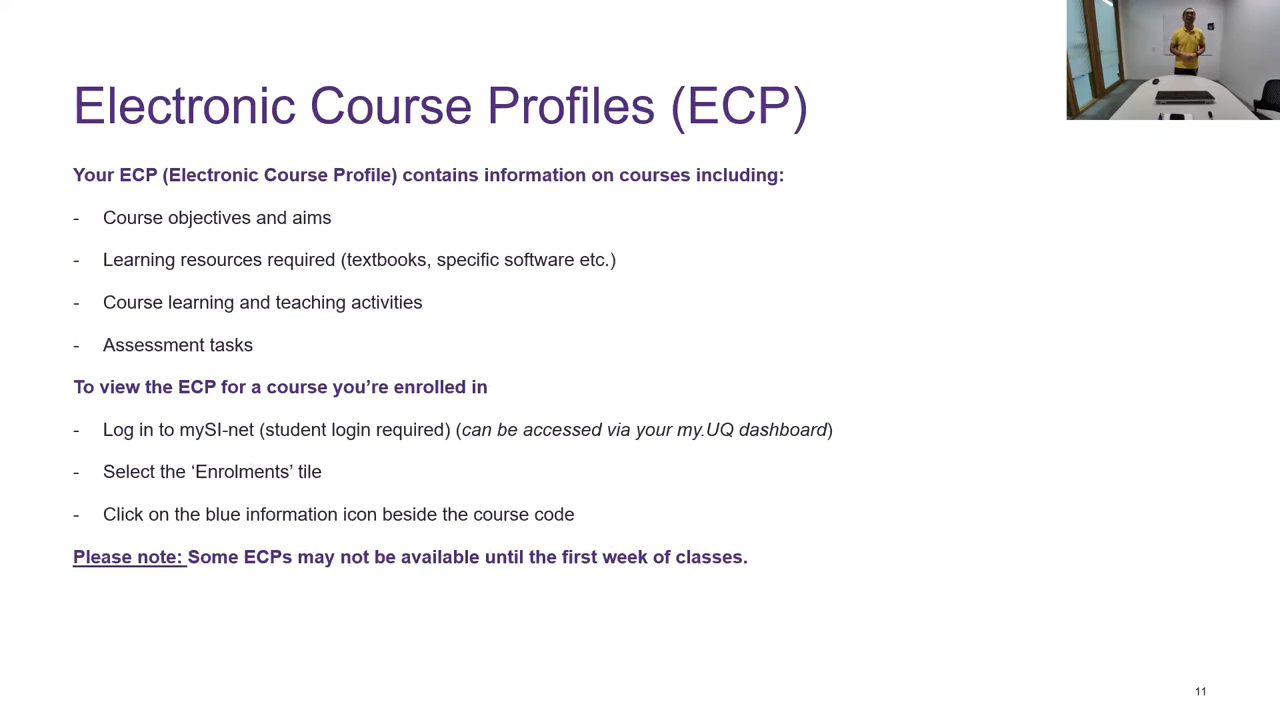 Electronic Course Profiles (ECP)
Your ECP (Electronic Course Profile) contains information on courses including:
- Course objectives and aims
- Learning resources required (textbooks, specific software etc.)
- Course learning and teaching activities
- Assessment tasks
To view the ECP for a course you’re enrolled in
- Log in to mySI-net (student login required) (can be accessed via your my.UQ dashboard)
- Select the ‘Enrolments’ tile
- Click on the blue information icon beside the course code
Please note: Some ECPs may not be available until the first week of classes.
11